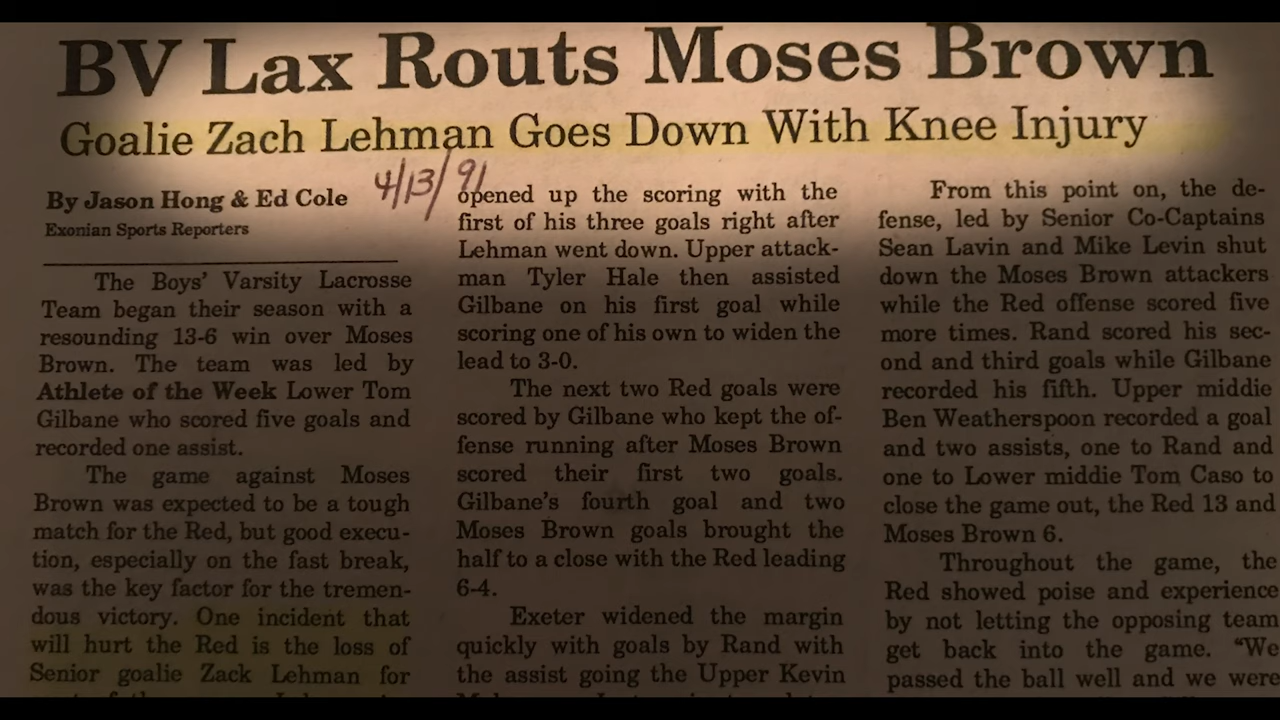 BV Lax Routs Moses Brown
Goalie Zach Lehman Goes Down With Knee Injury
4/13/91
By Jason Hong & Ed Cole
Exonian Sports Reporters
The Boys' Varsity Lacrosse
Team began their season with a
resounding 13-6 win over Moses
Brown. The team was led by
Athlete of the Week Lower Tom
Gilbane who scored five goals and
recorded one assist.
The game against Moses
Brown was expected to be a tough
match for the Red, but good execu-
tion, especially on the fast break,
was the key factor for the tremen-
dous victory. One incident that
will hurt the Red is the loss of
Senior goalie Zack Lehman for
opened up the scoring with the
first of his three goals right after
Lehman went down. Upper attack-
man Tyler Hale then assisted
Gilbane on his first goal while
scoring one of his own to widen the
lead to 3-0.
The next two Red goals were
scored by Gilbane who kept the of-
fense running after Moses Brown
scored their first two goals.
Gilbane's fourth goal and two
Moses Brown goals brought the
half to a close with the Red leading
6-4.
Exeter widened the margin
quickly with goals by Rand with
the assist going the Upper Kevin
From this point on, the de-
fense, led by Senior Co-Captains
Sean Lavin and Mike Levin shut
down the Moses Brown attackers
while the Red offense scored five
more times. Rand scored his sec-
ond and third goals while Gilbane
recorded his fifth. Upper middie
Ben Weatherspoon recorded a goal
and two assists, one to Rand and
one to Lower middie Tom Caso to
close the game out, the Red 13 and
Moses Brown 6.
Throughout the game, the
Red showed poise and experience
by not letting the opposing team
get back into the game. "We
passed the ball well and we were